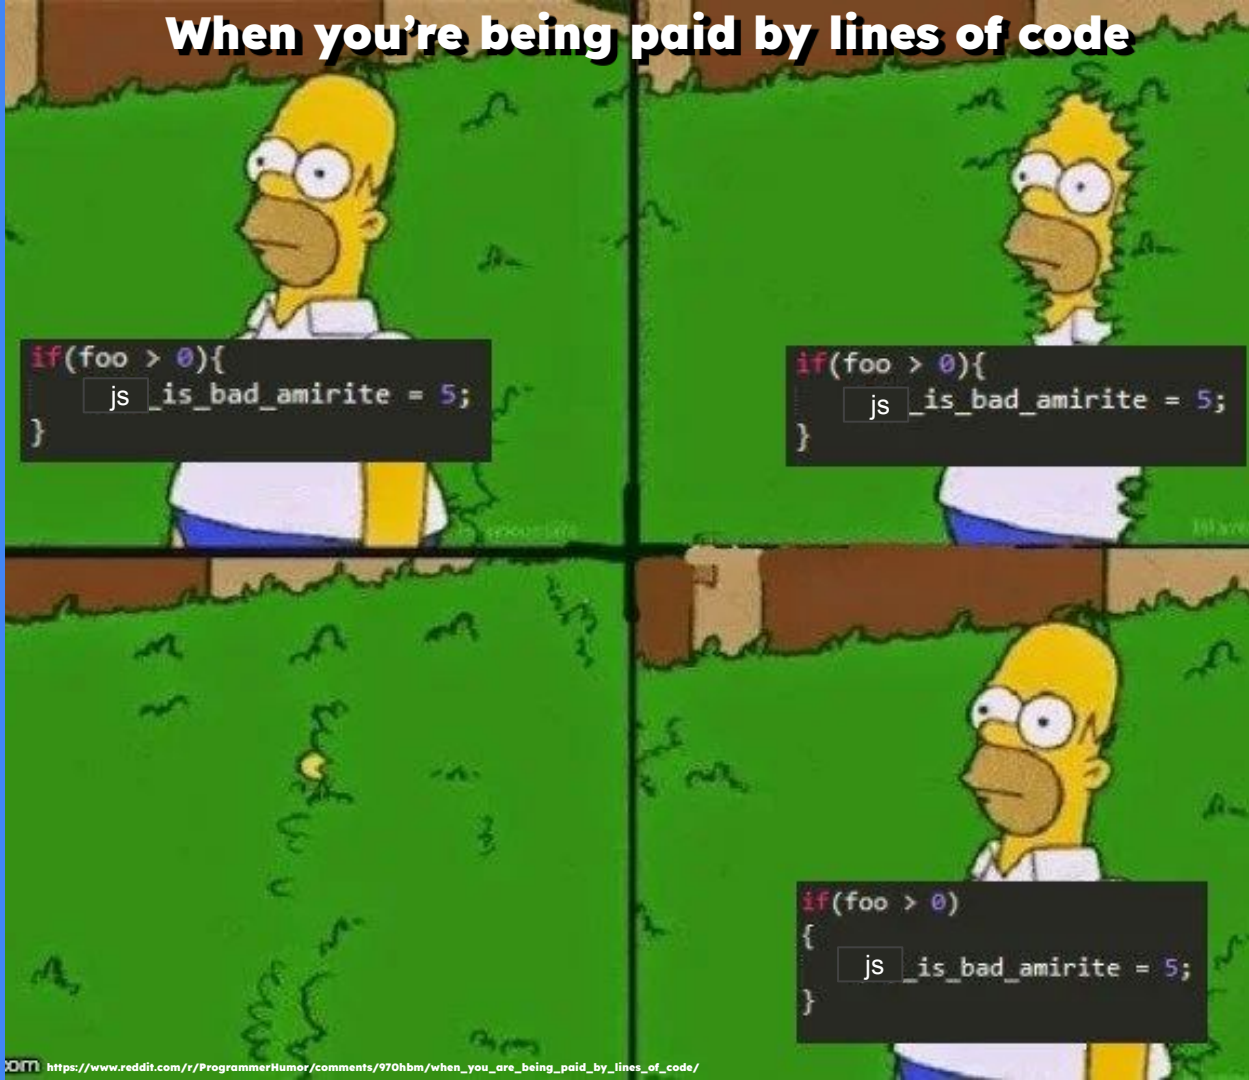 When you're being paid by lines of code
if(foo > 0){
js _is_bad_amirite = 5;
}
if(foo > 0){
js _is_bad_amirite = 5;
}
if(foo > 0)
{
js _is_bad_amirite = 5;
}
com https://www.reddit.com/r/ProgrammerHumor/comments/970hbm/when_you_are_being_paid_by_lines_of_code/